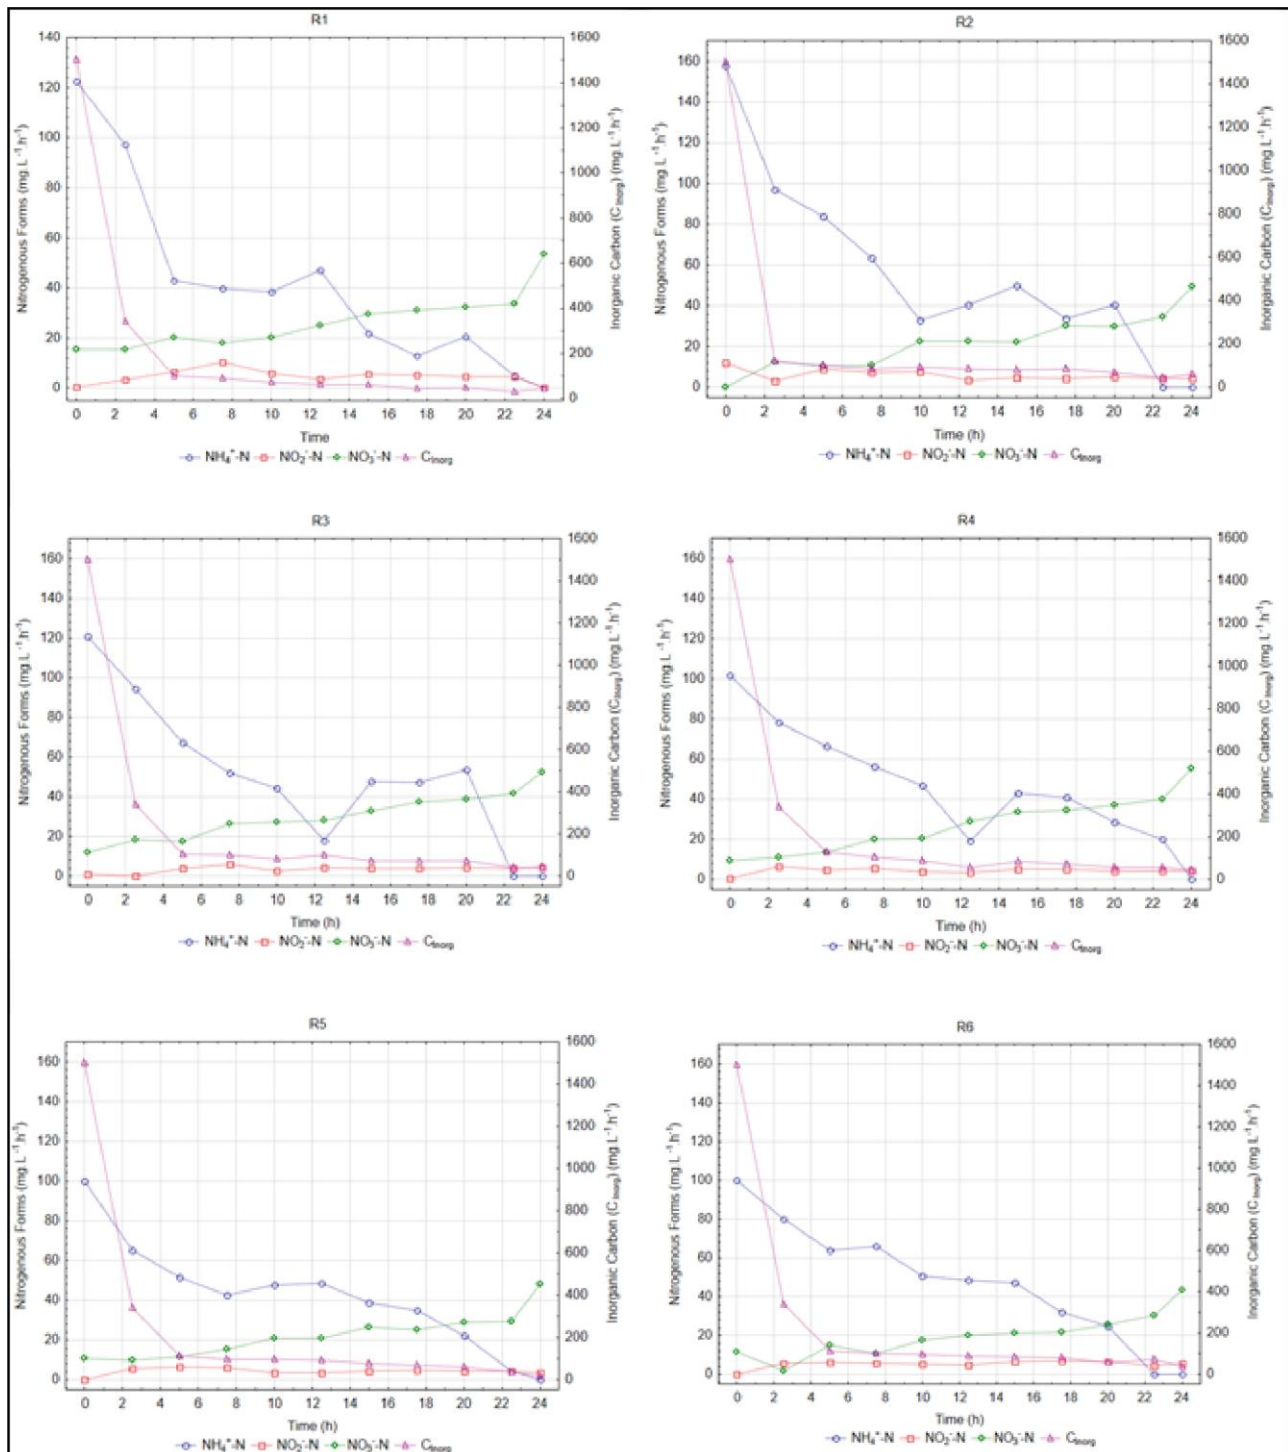 R1
Nitrogenous Forms (mg.L⁻¹.h⁻¹)
140
120
100
80
60
40
20
0
1600
1400
1200
1000
800
600
400
200
0
Inorganic Carbon (C Inorg) (mg.L⁻¹.h⁻¹)
0 2 4 6 8 10 12 14 16 18 20 22 24
Time
NH₄⁺-N NO₂⁻-N NO₃⁻-N C Inorg
R2
Nitrogenous Forms (mg.L⁻¹.h⁻¹)
160
140
120
100
80
60
40
20
0
1600
1400
1200
1000
800
600
400
200
0
Inorganic Carbon (C Inorg) (mg.L⁻¹.h⁻¹)
0 2 4 6 8 10 12 14 16 18 20 22 24
Time (h)
NH₄⁺-N NO₂⁻-N NO₃⁻-N C Inorg
R3
Nitrogenous Forms (mg.L⁻¹.h⁻¹)
160
140
120
100
80
60
40
20
0
1600
1400
1200
1000
800
600
400
200
0
Inorganic Carbon (C Inorg) (mg.L⁻¹.h⁻¹)
0 2 4 6 8 10 12 14 16 18 20 22 24
Time (h)
NH₄⁺-N NO₂⁻-N NO₃⁻-N C Inorg
R4
Nitrogenous Forms (mg.L⁻¹.h⁻¹)
160
140
120
100
80
60
40
20
0
1600
1400
1200
1000
800
600
400
200
0
Inorganic Carbon (C Inorg) (mg.L⁻¹.h⁻¹)
0 2 4 6 8 10 12 14 16 18 20 22 24
Time (h)
NH₄⁺-N NO₂⁻-N NO₃⁻-N C Inorg
R5
Nitrogenous Forms (mg.L⁻¹.h⁻¹)
160
140
120
100
80
60
40
20
0
1600
1400
1200
1000
800
600
400
200
0
Inorganic Carbon (C Inorg) (mg.L⁻¹.h⁻¹)
0 2 4 6 8 10 12 14 16 18 20 22 24
Time (h)
NH₄⁺-N NO₂⁻-N NO₃⁻-N C Inorg
R6
Nitrogenous Forms (mg.L⁻¹.h⁻¹)
160
140
120
100
80
60
40
20
0
1600
1400
1200
1000
800
600
400
200
0
Inorganic Carbon (C Inorg) (mg.L⁻¹.h⁻¹)
0 2 4 6 8 10 12 14 16 18 20 22 24
Time (h)
NH₄⁺-N NO₂⁻-N NO₃⁻-N C Inorg